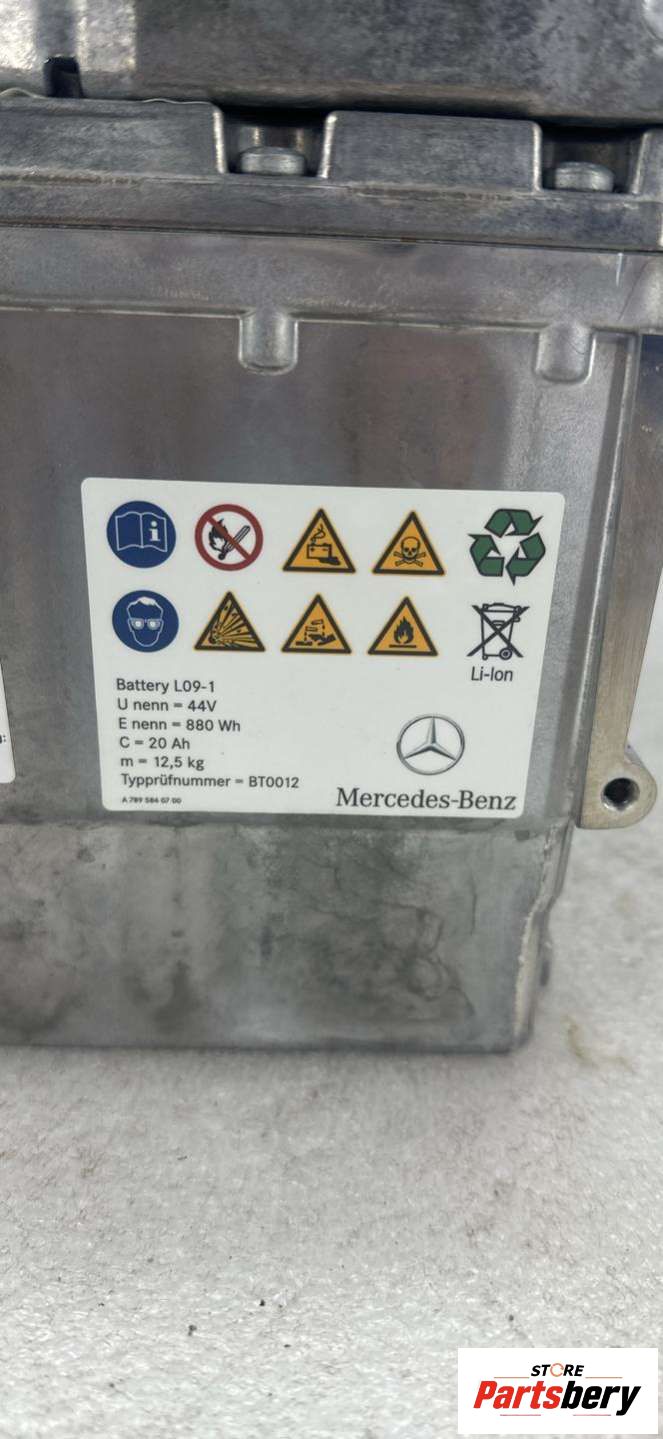 Li-Ion
Battery L09-1
U nenn = 44V
E nenn = 880 Wh
C = 20 Ah
m = 12,5 kg
Typprüfnummer = BT0012
A 789 584 07 00
Mercedes-Benz
STORE
Partsbery